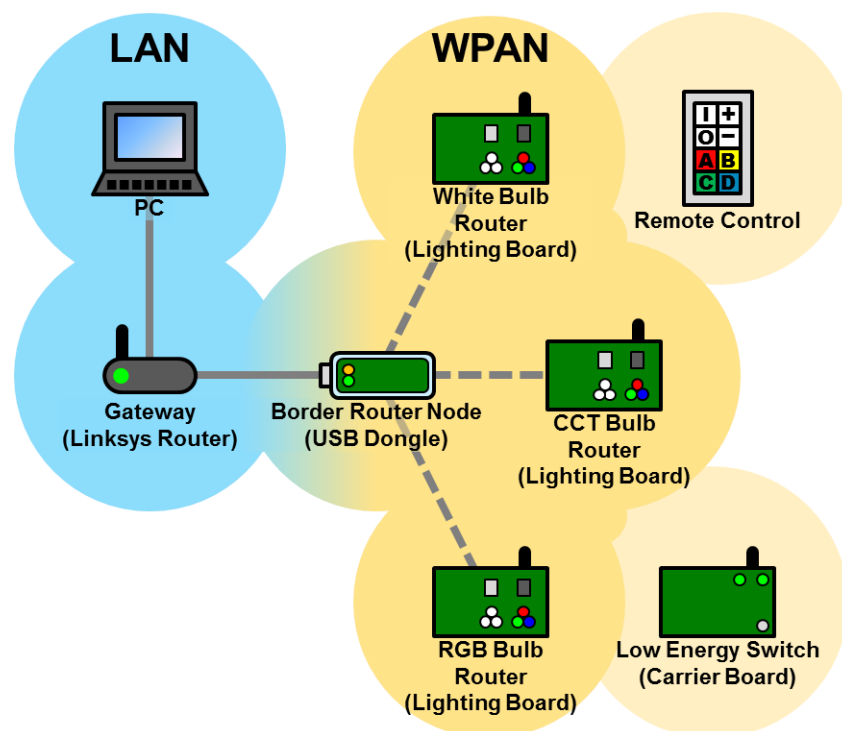 LAN
WPAN
PC
White Bulb
Router
(Lighting Board)
I +
O −
A B
C D
Remote Control
Gateway
(Linksys Router)
Border Router Node
(USB Dongle)
CCT Bulb
Router
(Lighting Board)
RGB Bulb
Router
(Lighting Board)
Low Energy Switch
(Carrier Board)